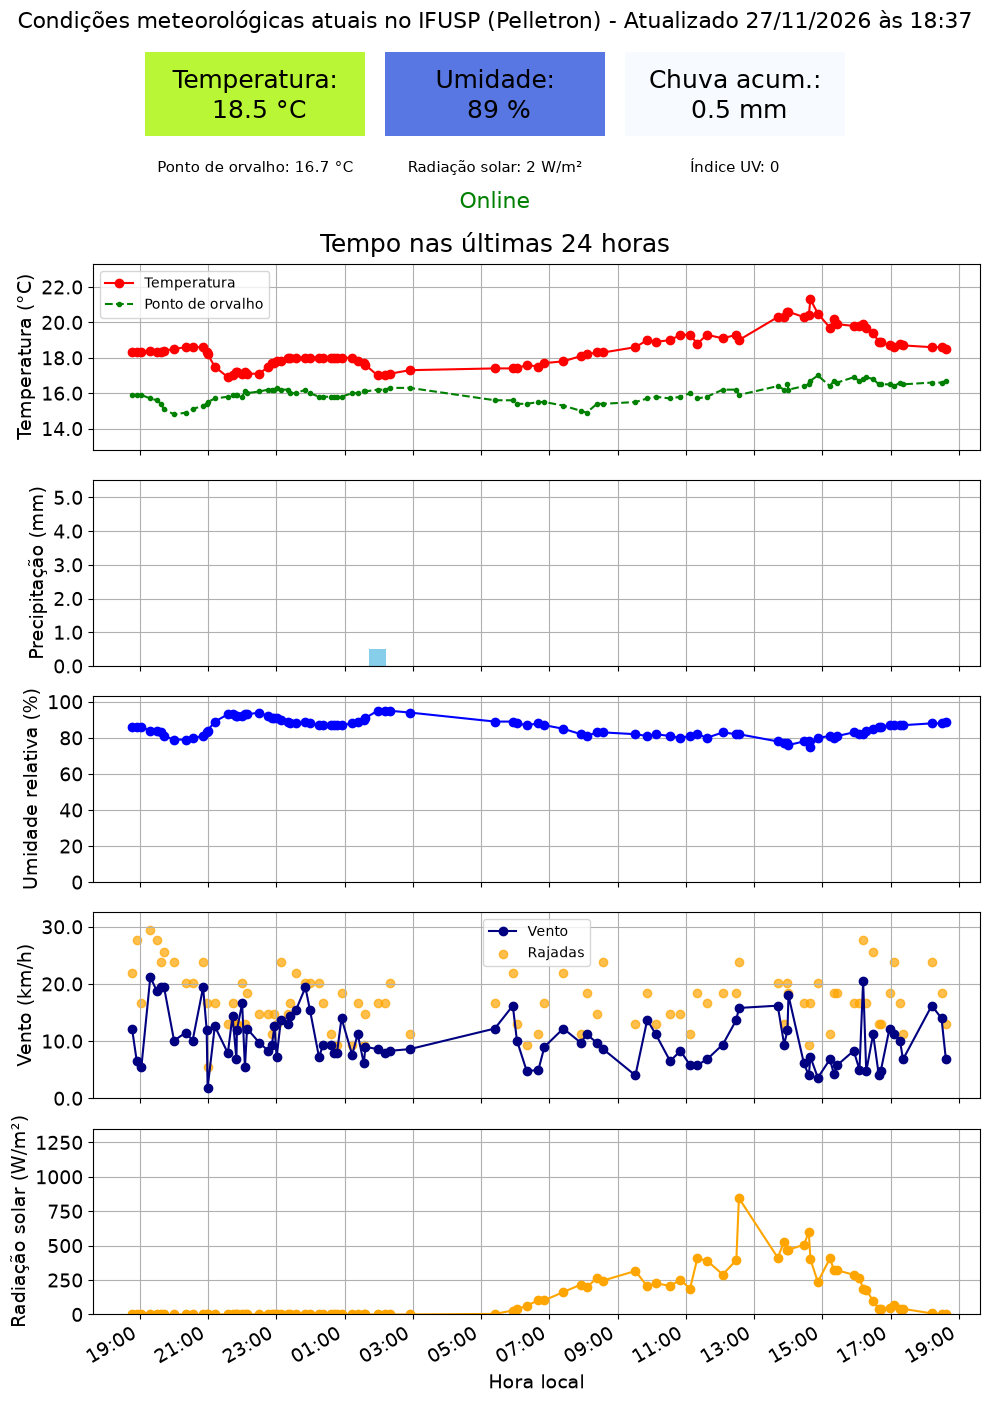 Condições meteorológicas atuais no IFUSP (Pelletron) - Atualizado 27/11/2026 às 18:37
Temperatura:
18.5 °C
Umidade:
89 %
Chuva acum.:
0.5 mm
Ponto de orvalho: 16.7 °C
Radiação solar: 2 W/m²
Índice UV: 0
Online
Tempo nas últimas 24 horas
Temperatura (°C)
22.0
20.0
18.0
16.0
14.0
Temperatura
Ponto de orvalho
Precipitação (mm)
5.0
4.0
3.0
2.0
1.0
0.0
Umidade relativa (%)
100
80
60
40
20
0
Vento (km/h)
30.0
20.0
10.0
0.0
Vento
Rajadas
Radiação solar (W/m²)
1250
1000
750
500
250
0
19:00
21:00
23:00
01:00
03:00
05:00
07:00
09:00
11:00
13:00
15:00
17:00
19:00
Hora local